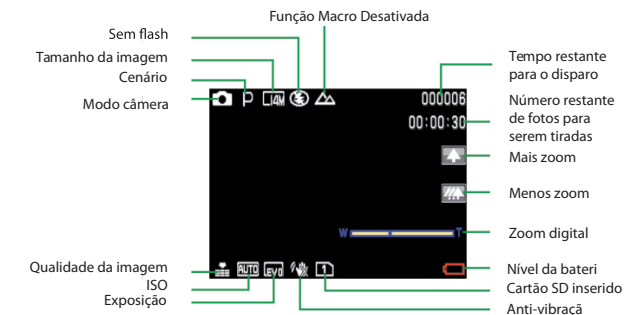 Função Macro Desativada
Sem flash
Tamanho da imagem
Cenário
Modo câmera
Tempo restante
para o disparo
Número restante
de fotos para
serem tiradas
Mais zoom
Menos zoom
Zoom digital
Nível da bateri
Cartão SD inserido
Anti-vibraçã
Qualidade da imagem
ISO
Exposição
P 14M 000006
00:00:30
W T
AUTO EV0 1